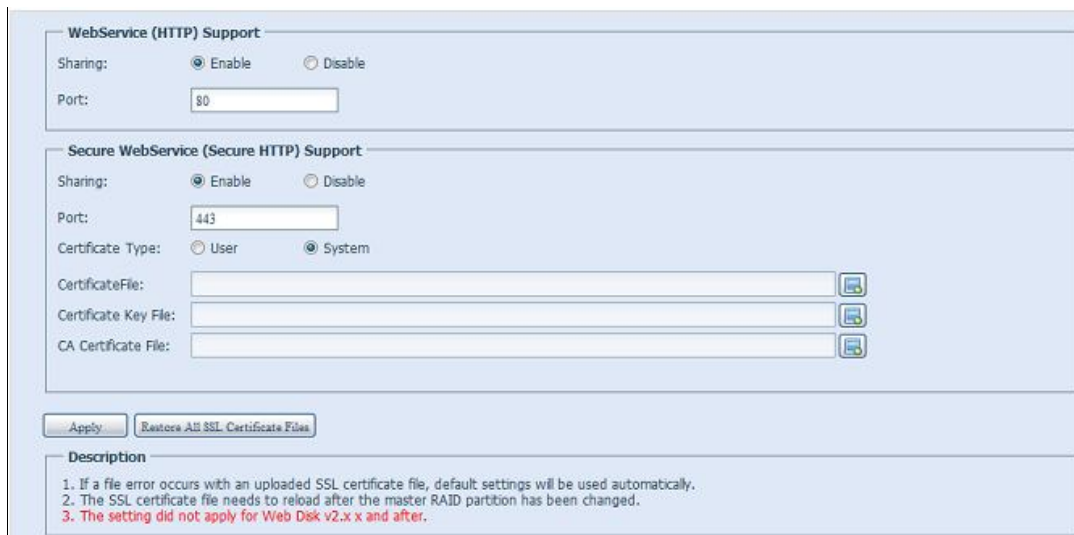 WebService (HTTP) Support
Sharing: Enable Disable
Port: 80
Secure WebService (Secure HTTP) Support
Sharing: Enable Disable
Port: 443
Certificate Type: User System
CertificateFile:
Certificate Key File:
CA Certificate File:
Apply Restore All SSL Certificate Files
Description
1. If a file error occurs with an uploaded SSL certificate file, default settings will be used automatically.
2. The SSL certificate file needs to reload after the master RAID partition has been changed.
3. The setting did not apply for Web Disk v2.x x and after.